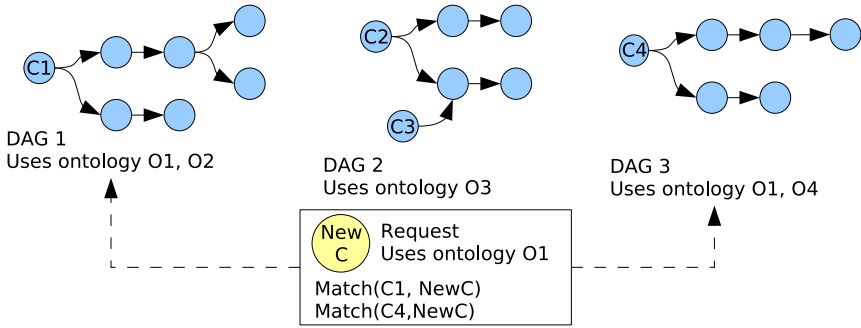 C1
C2
C3
C4
DAG 1
Uses ontology O1, O2
DAG 2
Uses ontology O3
DAG 3
Uses ontology O1, O4
New
C
Request
Uses ontology O1
Match(C1, NewC)
Match(C4,NewC)